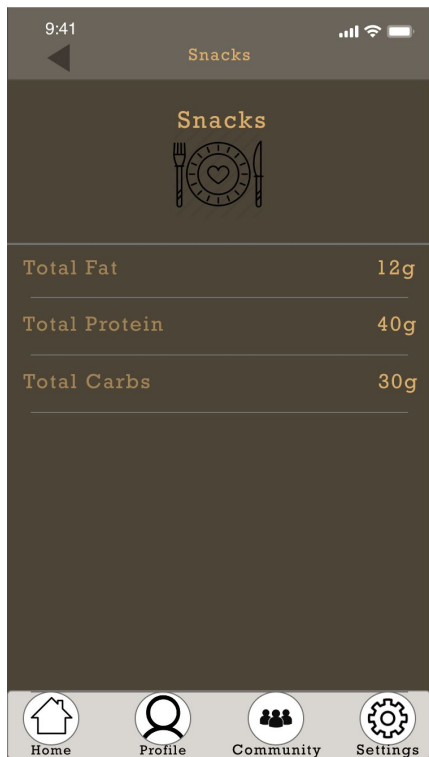 9:41
Snacks
Snacks
Total Fat 12g
Total Protein 40g
Total Carbs 30g
Home Profile Community Settings